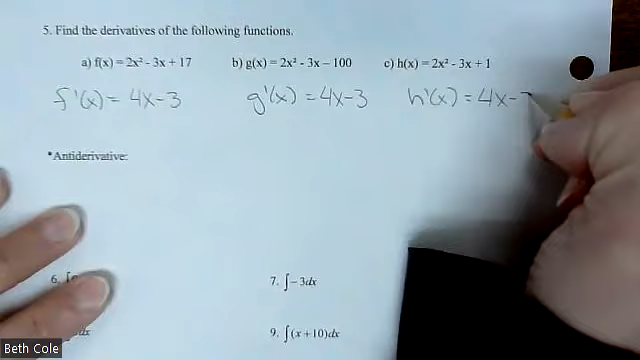 5. Find the derivatives of the following functions.
a) f(x) = 2x² - 3x + 17 b) g(x) = 2x² - 3x – 100 c) h(x) = 2x² - 3x + 1
f'(x) = 4x-3 g'(x) = 4x-3 h'(x) = 4x-
*Antiderivative:
6. ∫ 7. ∫– 3dx
dx 9. ∫(x + 10)dx
Beth Cole